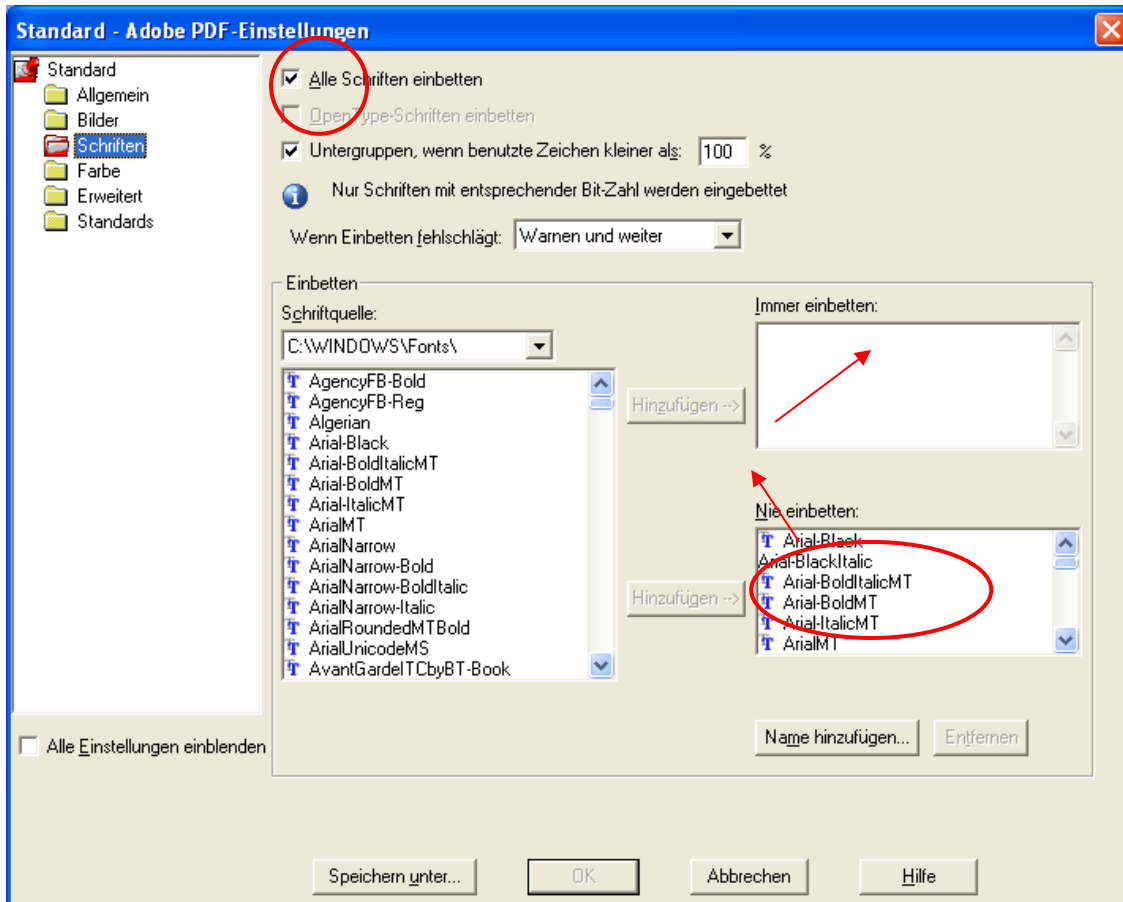 Standard - Adobe PDF-Einstellungen
Standard
Allgemein
Bilder
Schriften
Farbe
Erweitert
Standards
Alle Einstellungen einblenden
Alle Schriften einbetten
OpenType-Schriften einbetten
Untergruppen, wenn benutzte Zeichen kleiner als: 100 %
Nur Schriften mit entsprechender Bit-Zahl werden eingebettet
Wenn Einbetten fehlschlägt: Warnen und weiter
Einbetten
Schriftquelle:
C:\WINDOWS\Fonts\
AgencyFB-Bold
AgencyFB-Reg
Algerian
Arial-Black
Arial-BoldItalicMT
Arial-BoldMT
Arial-ItalicMT
ArialMT
ArialNarrow
ArialNarrow-Bold
ArialNarrow-BoldItalic
ArialNarrow-Italic
ArialRoundedMTBold
ArialUnicodeMS
AvantGardeITCbyBT-Book
Hinzufügen -->
Hinzufügen -->
Immer einbetten:
Nie einbetten:
Arial-Black
Arial-BlackItalic
Arial-BoldItalicMT
Arial-BoldMT
Arial-ItalicMT
ArialMT
Name hinzufügen... Entfernen
Speichern unter... OK Abbrechen Hilfe